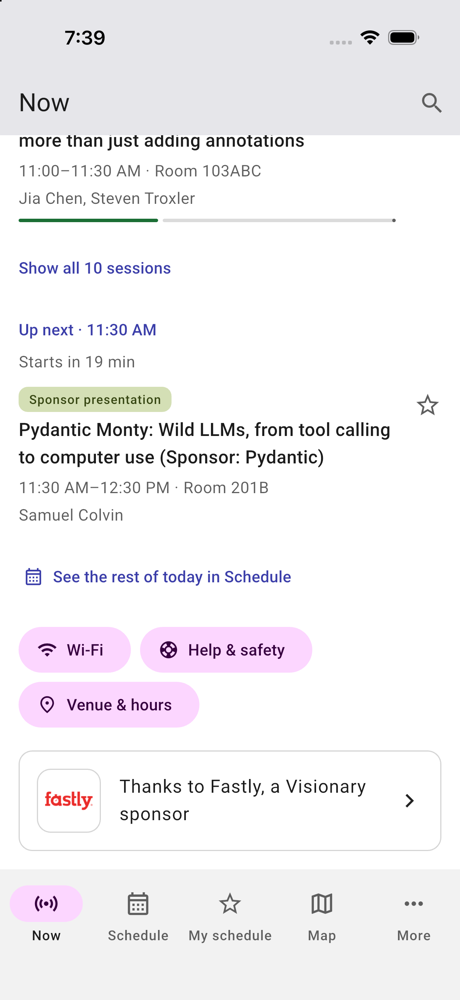 7:39
Now
more than just adding annotations
11:00–11:30 AM · Room 103ABC
Jia Chen, Steven Troxler
Show all 10 sessions
Up next · 11:30 AM
Starts in 19 min
Sponsor presentation
Pydantic Monty: Wild LLMs, from tool calling
to computer use (Sponsor: Pydantic)
11:30 AM–12:30 PM · Room 201B
Samuel Colvin
See the rest of today in Schedule
Wi-Fi
Help & safety
Venue & hours
fastly
Thanks to Fastly, a Visionary
sponsor
Now
Schedule
My schedule
Map
More